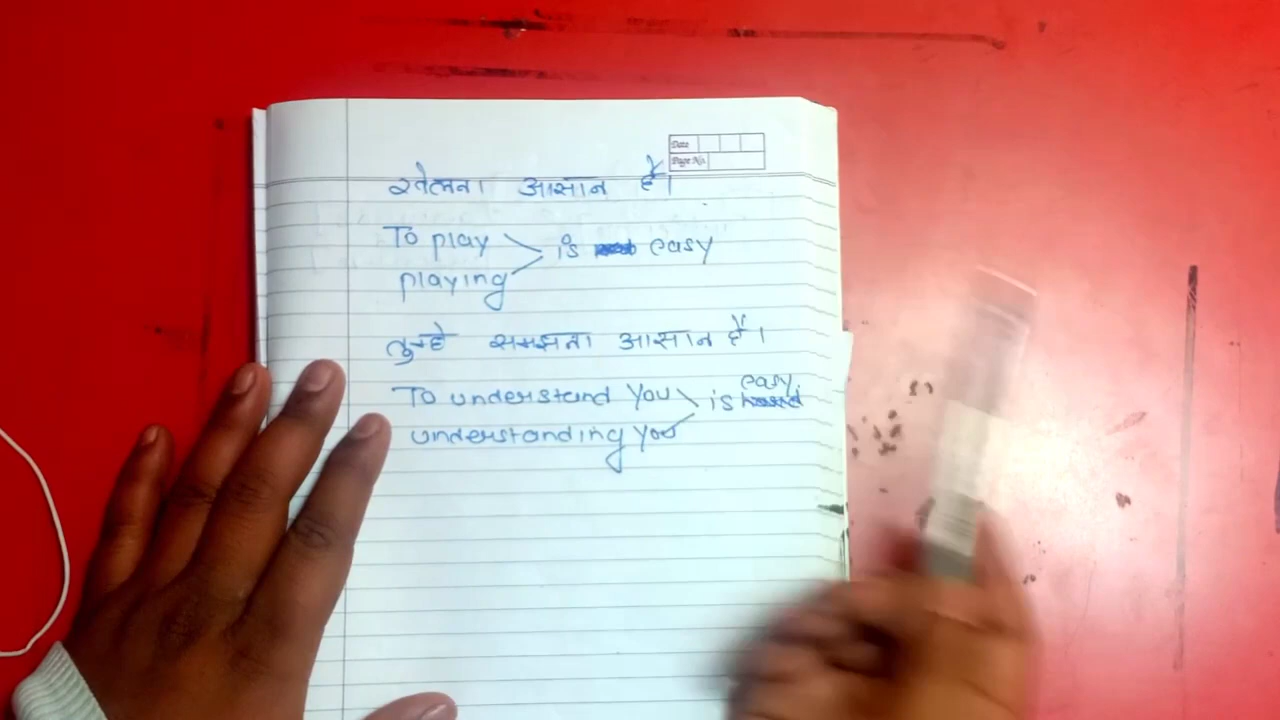 Date
Page No.
खेलना आसान हैं।
To play
is easy
playing
तुम्हे समझना आसान हैं।
To understand You
is easy.
understanding you